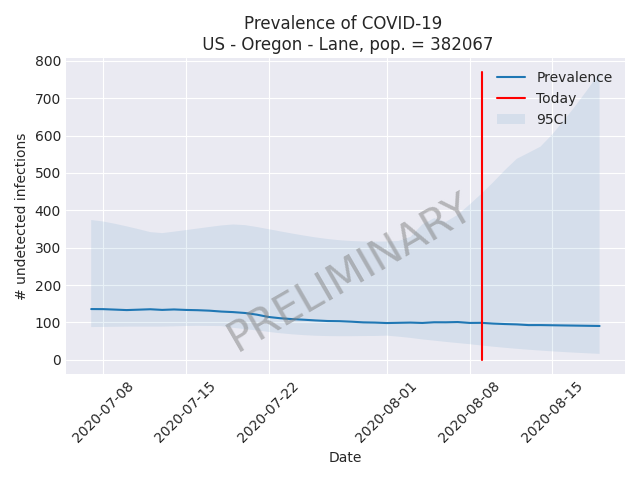 Prevalence of COVID-19
US - Oregon - Lane, pop. = 382067
# undetected infections
800
700
600
500
400
300
200
100
0
Prevalence
Today
95CI
PRELIMINARY
2020-07-08
2020-07-15
2020-07-22
2020-08-01
2020-08-08
2020-08-15
Date